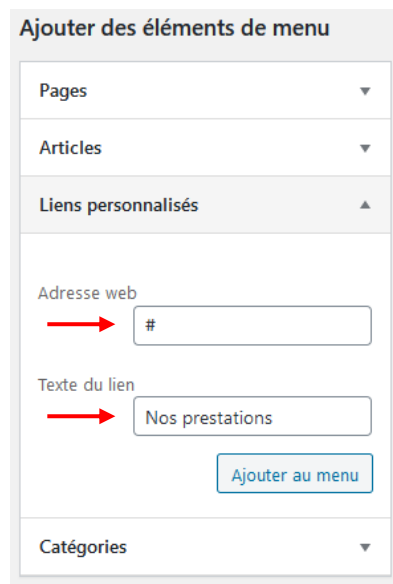 Ajouter des éléments de menu
Pages
Articles
Liens personnalisés
Adresse web
#
Texte du lien
Nos prestations
Ajouter au menu
Catégories